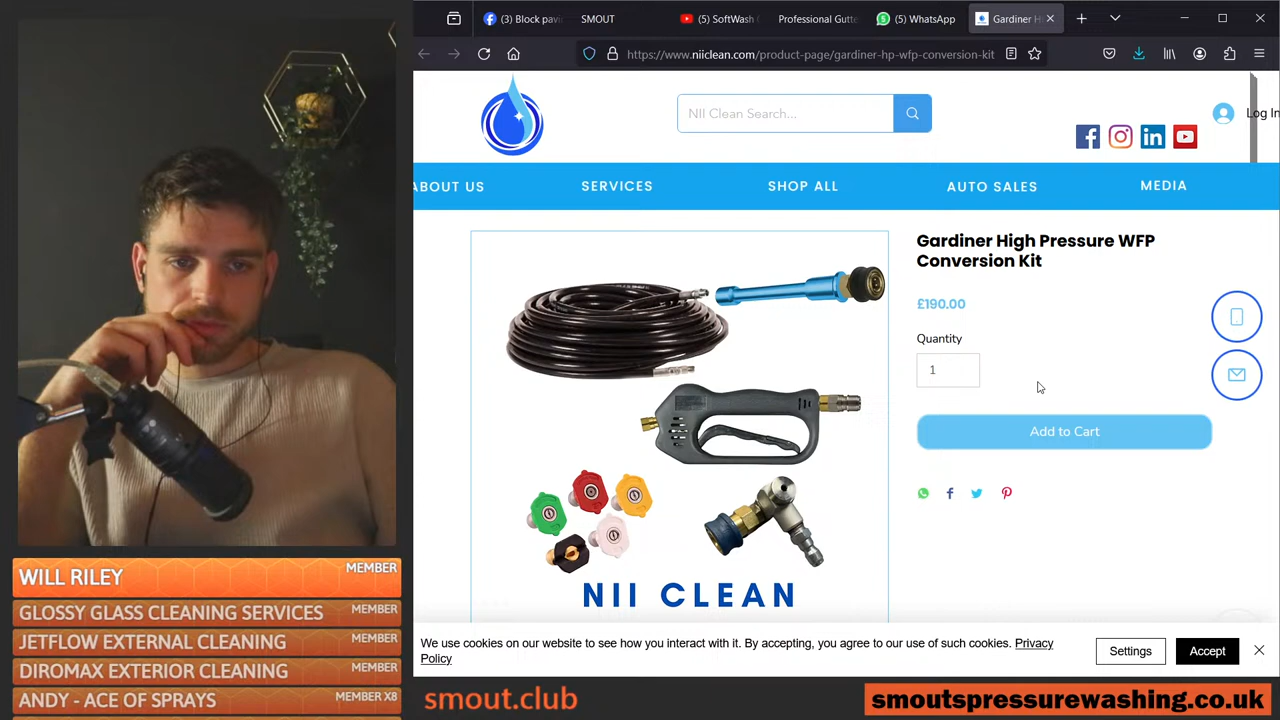 (3) Block pavi
SMOUT
(5) SoftWash (
Professional Gutte
(5) WhatsApp
Gardiner Hi
https://www.niiclean.com/product-page/gardiner-hp-wfp-conversion-kit
NII Clean Search...
Log In
ABOUT US
SERVICES
SHOP ALL
AUTO SALES
MEDIA
Gardiner High Pressure WFP
Conversion Kit
£190.00
Quantity
1
Add to Cart
NII CLEAN
We use cookies on our website to see how you interact with it. By accepting, you agree to our use of such cookies. Privacy
Policy
Settings
Accept
WILL RILEY MEMBER
GLOSSY GLASS CLEANING SERVICES MEMBER
JETFLOW EXTERNAL CLEANING MEMBER
DIROMAX EXTERIOR CLEANING MEMBER
ANDY - ACE OF SPRAYS MEMBER X8
smout.club
smoutspressurewashing.co.uk